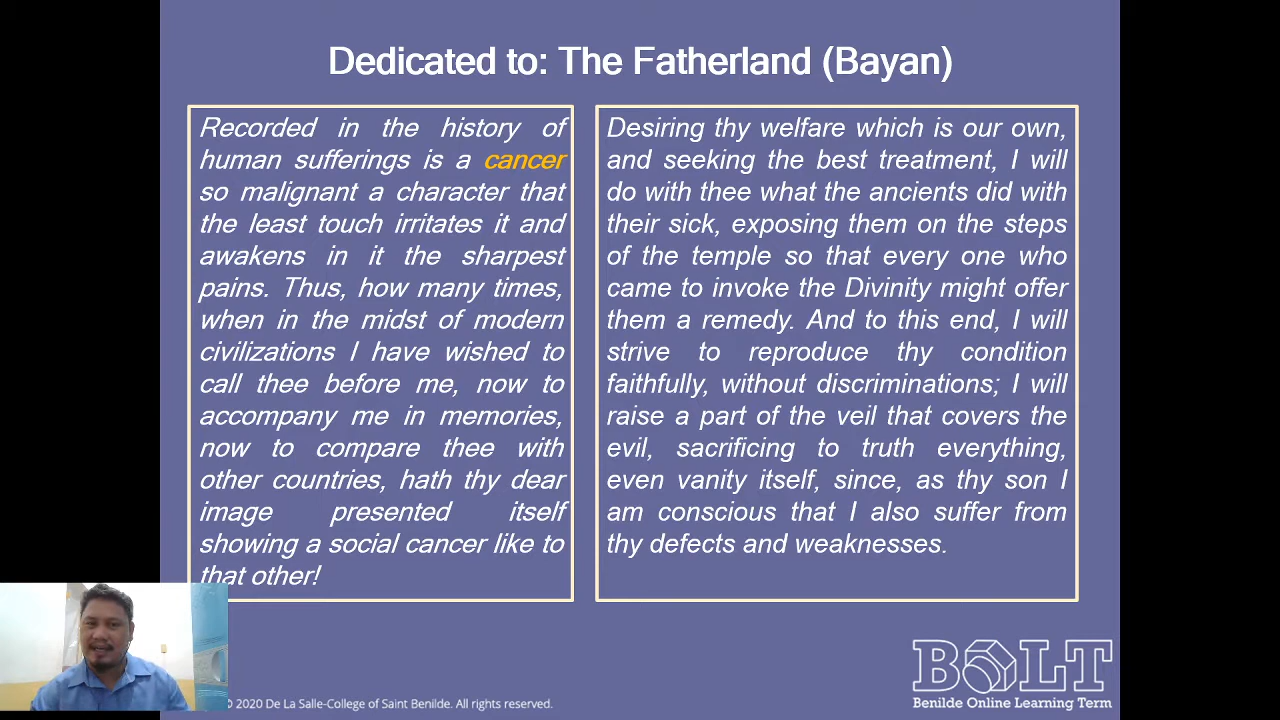 Dedicated to: The Fatherland (Bayan)
Recorded in the history of
human sufferings is a cancer
so malignant a character that
the least touch irritates it and
awakens in it the sharpest
pains. Thus, how many times,
when in the midst of modern
civilizations I have wished to
call thee before me, now to
accompany me in memories,
now to compare thee with
other countries, hath thy dear
image presented itself
showing a social cancer like to
that other!
Desiring thy welfare which is our own,
and seeking the best treatment, I will
do with thee what the ancients did with
their sick, exposing them on the steps
of the temple so that every one who
came to invoke the Divinity might offer
them a remedy. And to this end, I will
strive to reproduce thy condition
faithfully, without discriminations; I will
raise a part of the veil that covers the
evil, sacrificing to truth everything,
even vanity itself, since, as thy son I
am conscious that I also suffer from
thy defects and weaknesses.
© 2020 De La Salle-College of Saint Benilde. All rights reserved.
BOLT
Benilde Online Learning Term